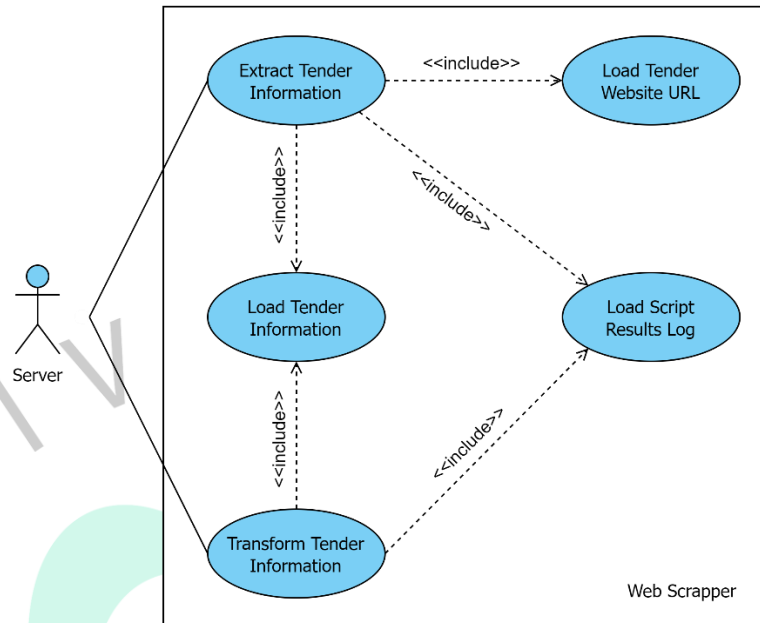 Extract Tender
Information
<<include>>
Load Tender
Website URL
<<include>>
<<include>>
Load Tender
Information
Load Script
Results Log
Server
<<include>>
<<include>>
Transform Tender
Information
Web Scrapper